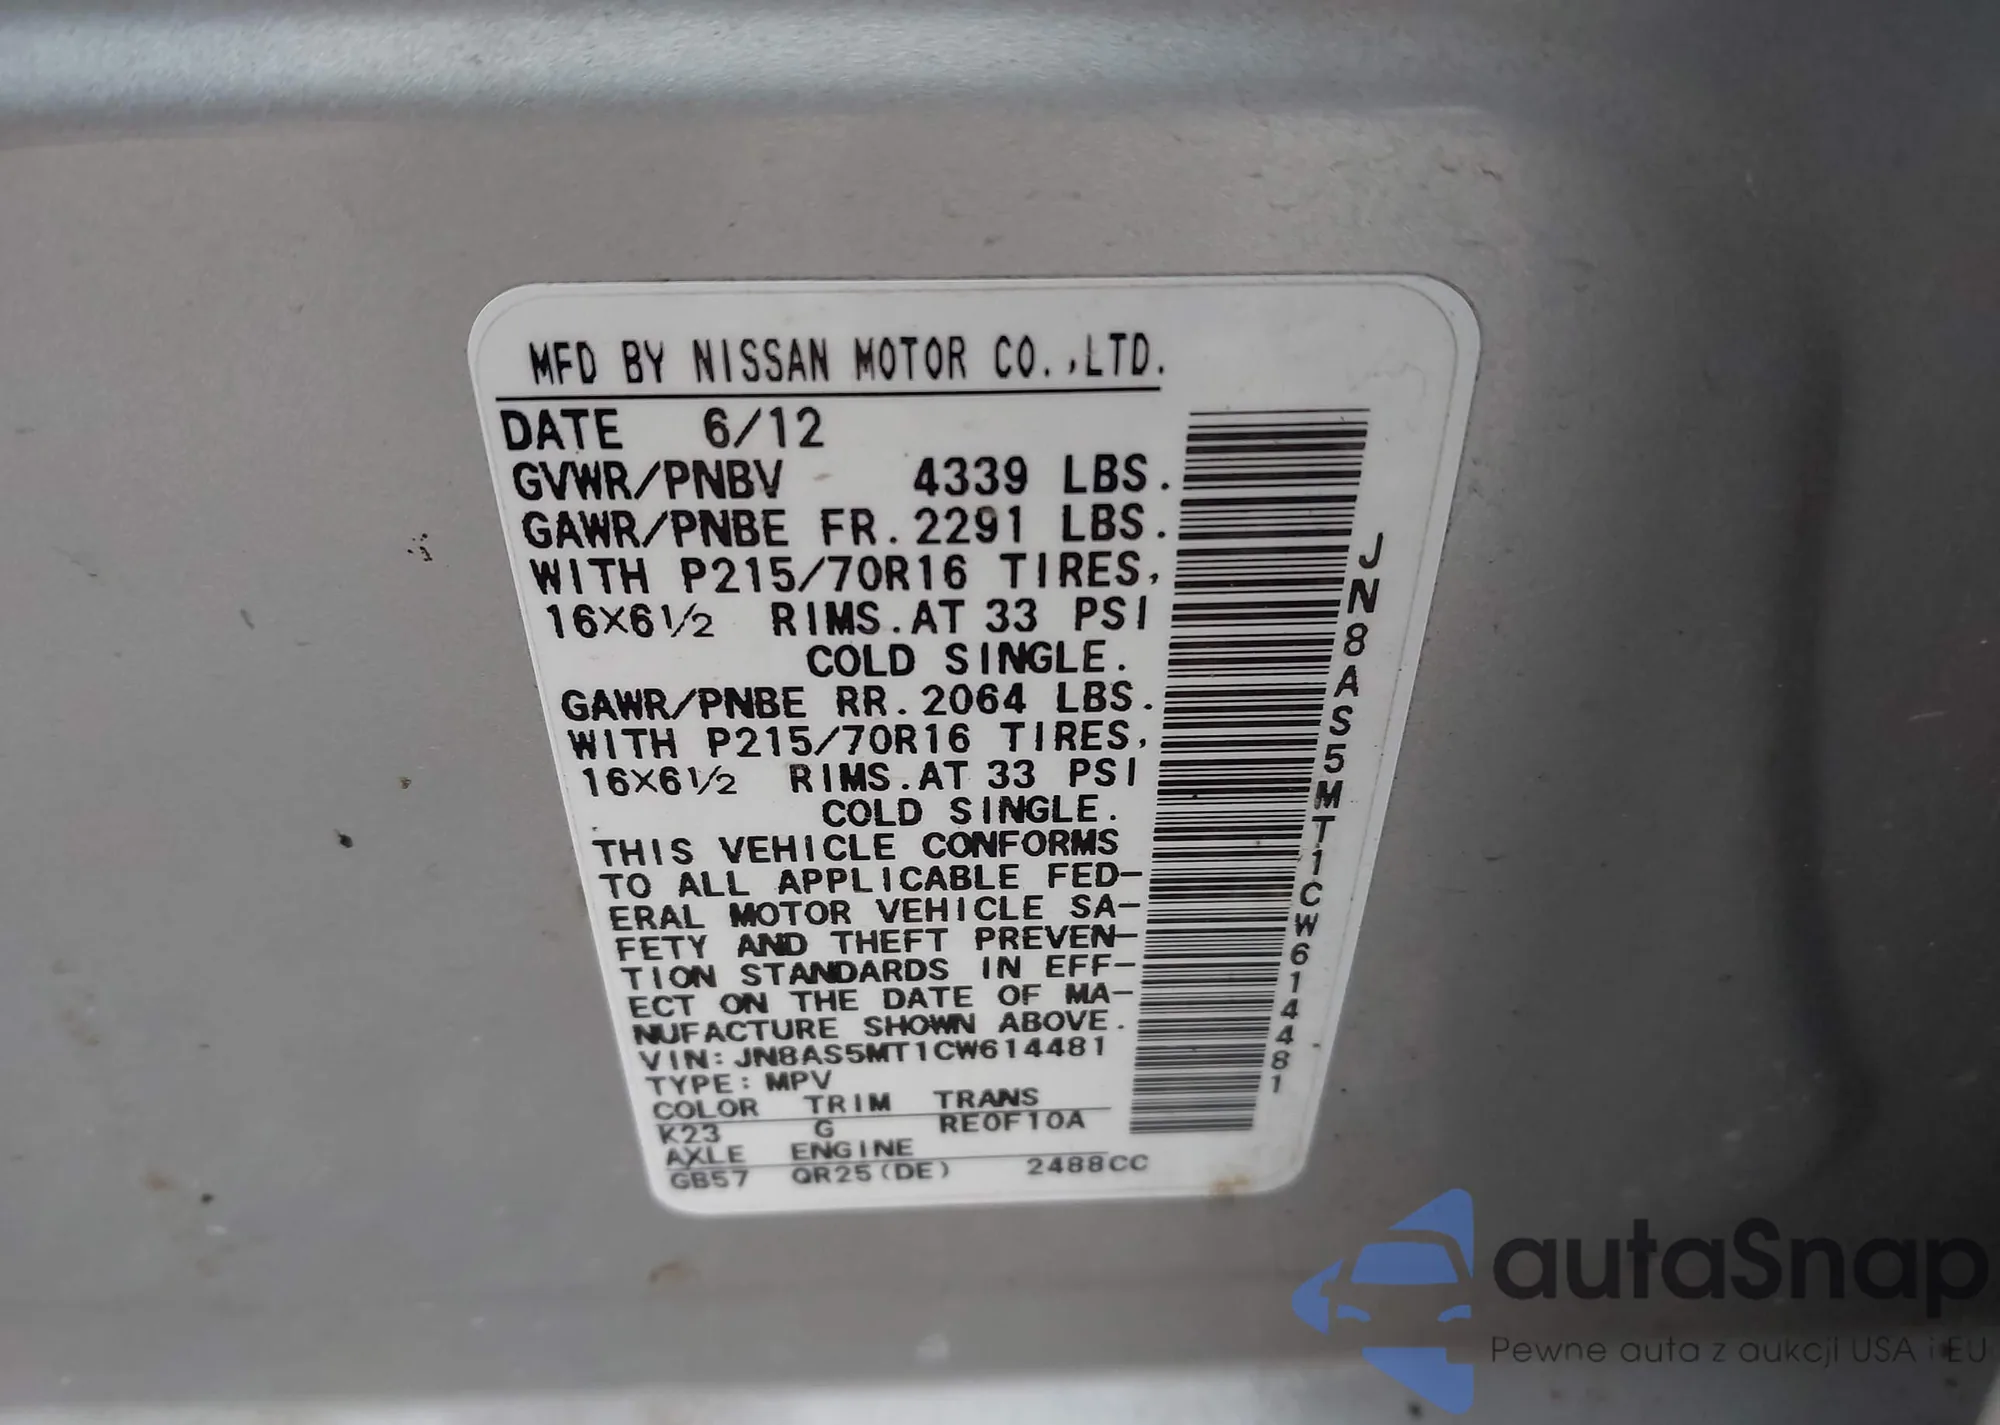 MFD BY NISSAN MOTOR CO.,LTD.
DATE 6/12
GVWR/PNBV 4339 LBS.
GAWR/PNBE FR.2291 LBS.
WITH P215/70R16 TIRES,
16X6½ RIMS.AT 33 PSI
COLD SINGLE.
GAWR/PNBE RR.2064 LBS.
WITH P215/70R16 TIRES,
16X6½ RIMS.AT 33 PSI
COLD SINGLE.
THIS VEHICLE CONFORMS
TO ALL APPLICABLE FED-
ERAL MOTOR VEHICLE SA-
FETY AND THEFT PREVEN-
TION STANDARDS IN EFF-
ECT ON THE DATE OF MA-
NUFACTURE SHOWN ABOVE.
VIN:JN8AS5MT1CW614481
TYPE:MPV
COLOR TRIM TRANS
K23 G RE0F10A
AXLE ENGINE
GB57 QR25(DE) 2488CC
JN8AS5MT1CW614481
autaSnap
Pewne auta z aukcji USA i EU